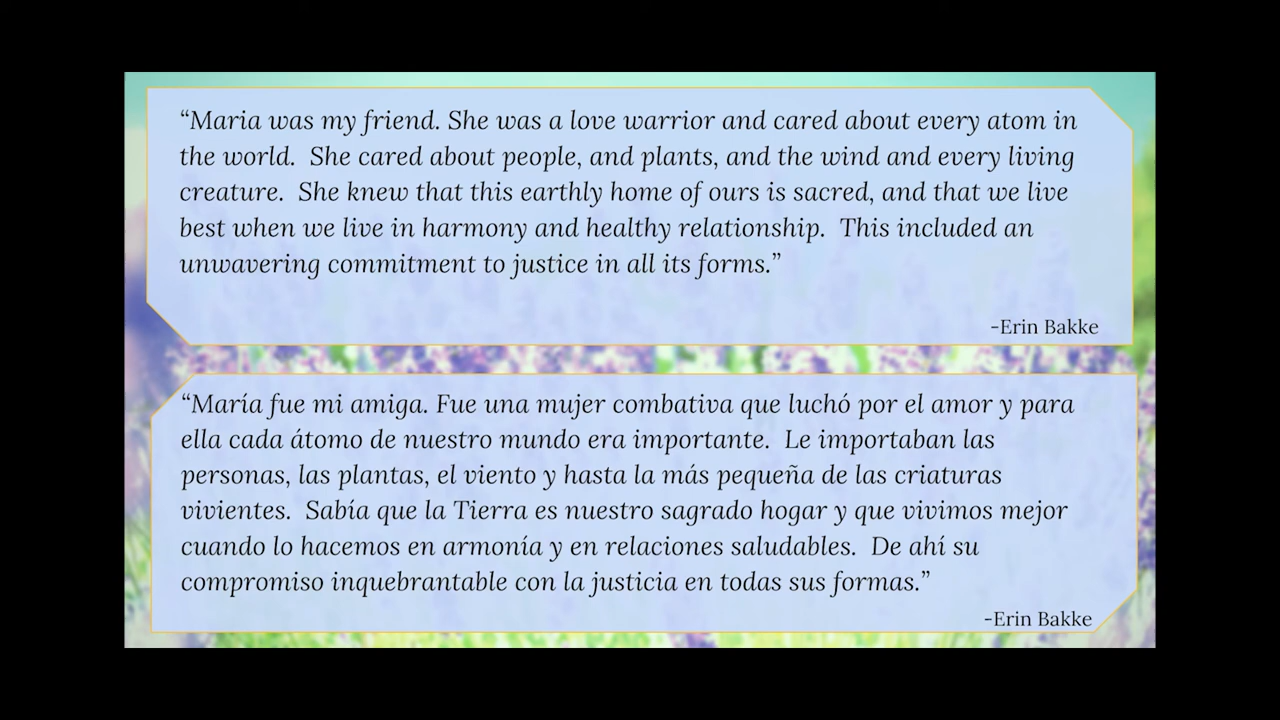 “Maria was my friend. She was a love warrior and cared about every atom in
the world.  She cared about people, and plants, and the wind and every living
creature.  She knew that this earthly home of ours is sacred, and that we live
best when we live in harmony and healthy relationship.  This included an
unwavering commitment to justice in all its forms.”
-Erin Bakke
“María fue mi amiga. Fue una mujer combativa que luchó por el amor y para
ella cada átomo de nuestro mundo era importante.  Le importaban las
personas, las plantas, el viento y hasta la más pequeña de las criaturas
vivientes.  Sabía que la Tierra es nuestro sagrado hogar y que vivimos mejor
cuando lo hacemos en armonía y en relaciones saludables.  De ahí su
compromiso inquebrantable con la justicia en todas sus formas.”
-Erin Bakke